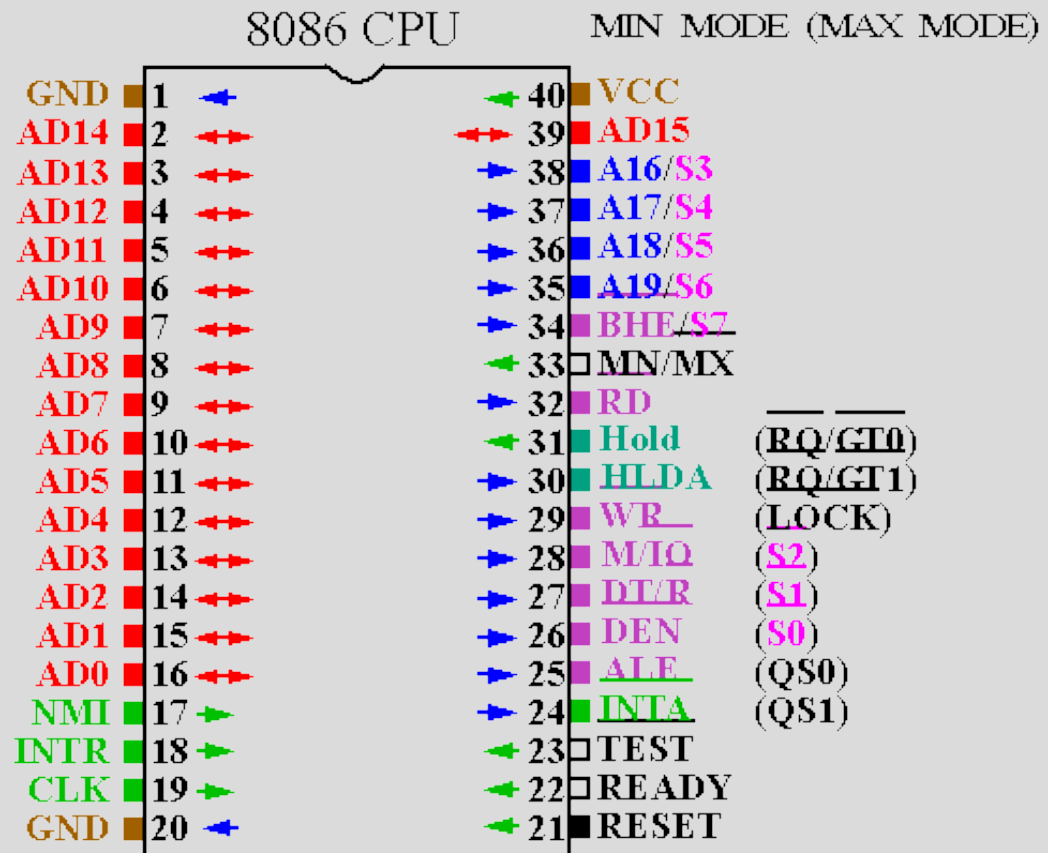 8086 CPU MIN MODE (MAX MODE)
GND 1 40 VCC
AD14 2 39 AD15
AD13 3 38 A16/S3
AD12 4 37 A17/S4
AD11 5 36 A18/S5
AD10 6 35 A19/S6
AD9 7 34 BHE/S7
AD8 8 33 MN/MX
AD7 9 32 RD
AD6 10 31 Hold (RQ/GT0)
AD5 11 30 HLDA (RQ/GT1)
AD4 12 29 WR (LOCK)
AD3 13 28 M/IO (S2)
AD2 14 27 DT/R (S1)
AD1 15 26 DEN (S0)
AD0 16 25 ALE (QS0)
NMI 17 24 INTA (QS1)
INTR 18 23 TEST
CLK 19 22 READY
GND 20 21 RESET